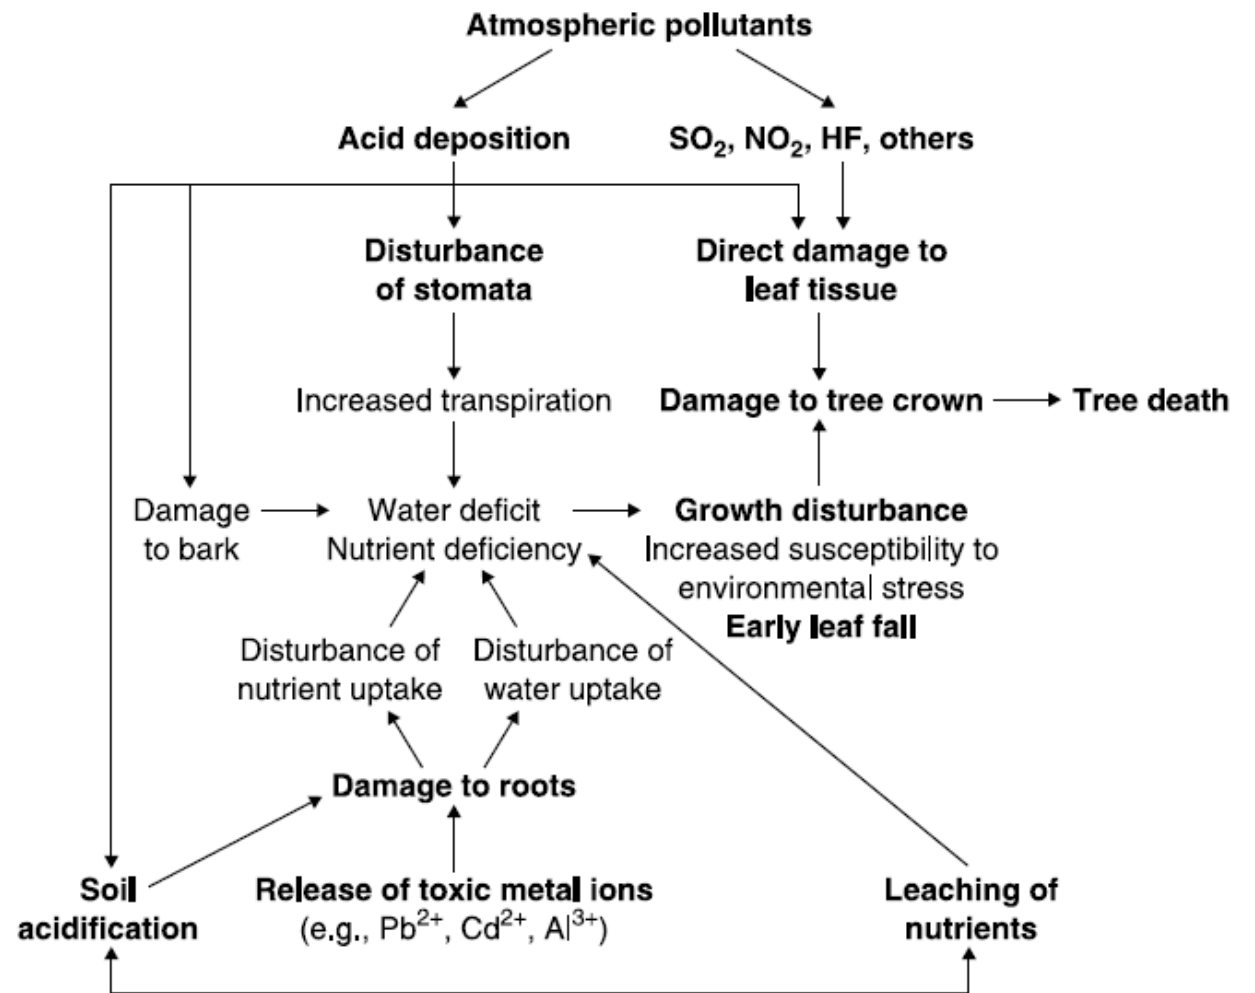 Atmospheric pollutants
Acid deposition
SO₂, NO₂, HF, others
Disturbance
of stomata
Direct damage to
leaf tissue
Increased transpiration
Damage to tree crown
Tree death
Damage
to bark
Water deficit
Nutrient deficiency
Growth disturbance
Increased susceptibility to
environmental stress
Early leaf fall
Disturbance of
nutrient uptake
Disturbance of
water uptake
Damage to roots
Soil
acidification
Release of toxic metal ions
(e.g., Pb²⁺, Cd²⁺, Al³⁺)
Leaching of
nutrients